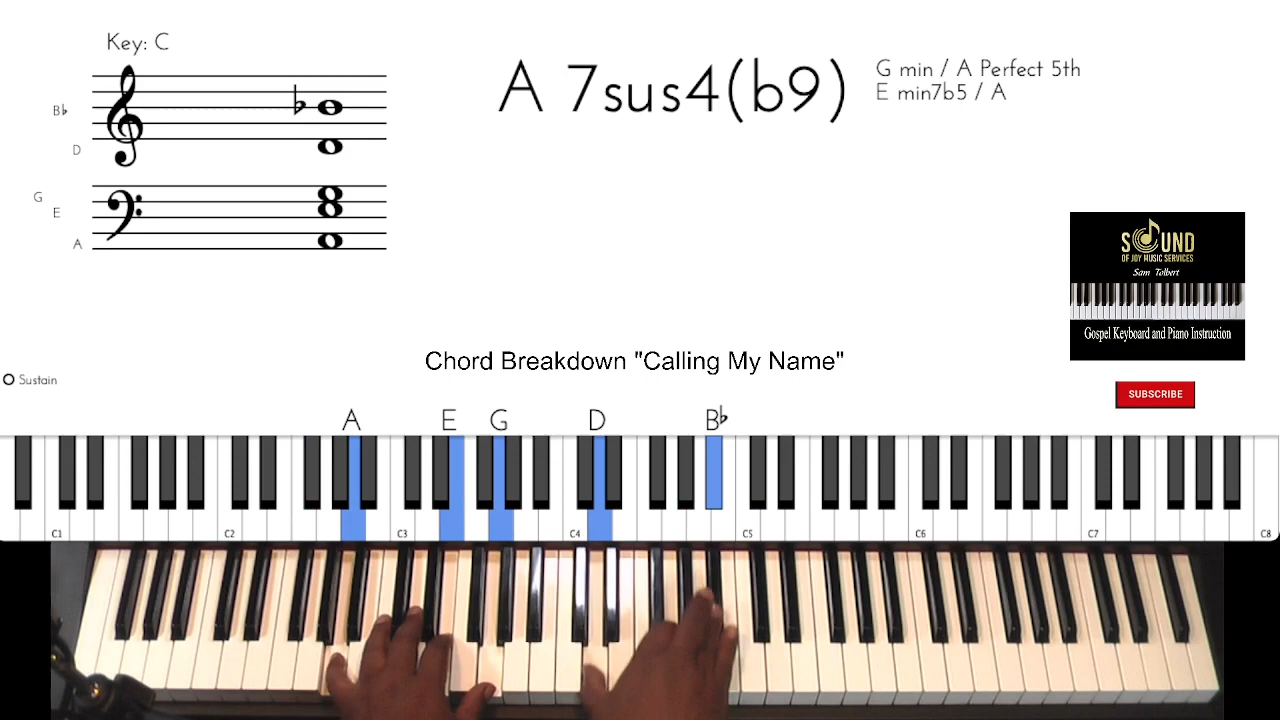 Key: C
A 7sus4(b9)
G min / A Perfect 5th
E min7b5 / A
B♭
D
G
E
A
SOUND
OF JOY MUSIC SERVICES
Sam Tolbert
Gospel Keyboard and Piano Instruction
Chord Breakdown "Calling My Name"
Sustain
SUBSCRIBE
A E G D B♭
C1 C2 C3 C4 C5 C6 C7 C8